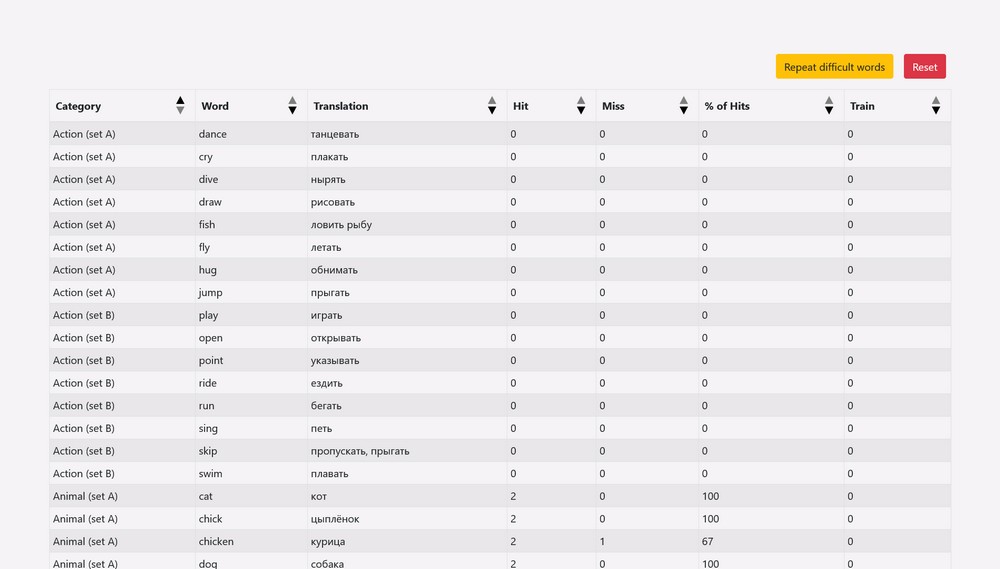 Repeat difficult words Reset
Category Word Translation Hit Miss % of Hits Train
Action (set A) dance танцевать 0 0 0 0
Action (set A) cry плакать 0 0 0 0
Action (set A) dive нырять 0 0 0 0
Action (set A) draw рисовать 0 0 0 0
Action (set A) fish ловить рыбу 0 0 0 0
Action (set A) fly летать 0 0 0 0
Action (set A) hug обнимать 0 0 0 0
Action (set A) jump прыгать 0 0 0 0
Action (set B) play играть 0 0 0 0
Action (set B) open открывать 0 0 0 0
Action (set B) point указывать 0 0 0 0
Action (set B) ride ездить 0 0 0 0
Action (set B) run бегать 0 0 0 0
Action (set B) sing петь 0 0 0 0
Action (set B) skip пропускать, прыгать 0 0 0 0
Action (set B) swim плавать 0 0 0 0
Animal (set A) cat кот 2 0 100 0
Animal (set A) chick цыплёнок 2 0 100 0
Animal (set A) chicken курица 2 1 67 0
Animal (set A) dog собака 2 0 100 0